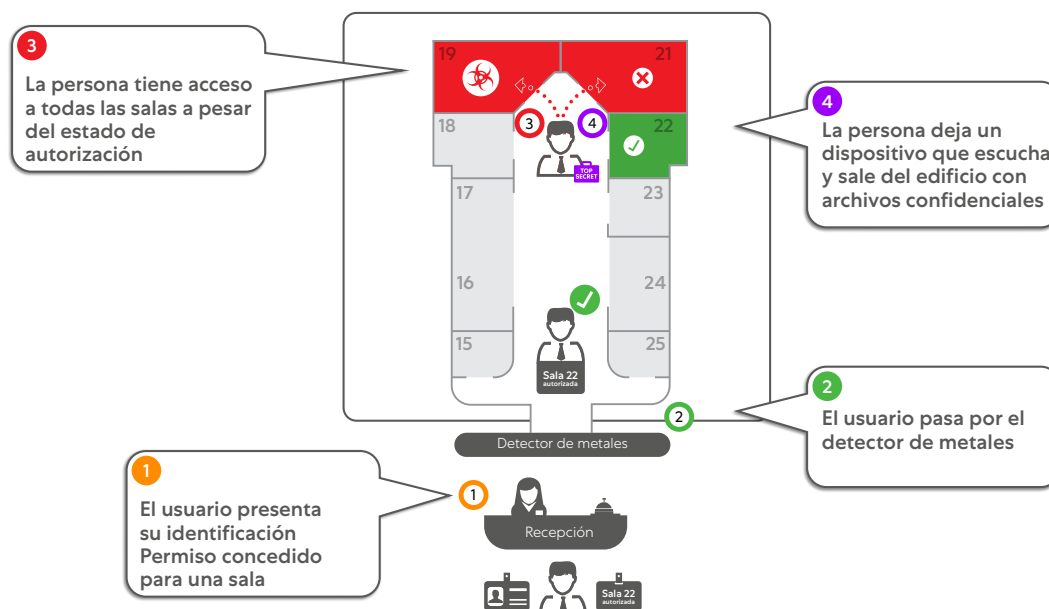 3
La persona tiene acceso
a todas las salas a pesar
del estado de
autorización
19
21
18
22
3
4
TOP
SECRET
17
23
16
24
15
25
Sala 22
autorizada
4
La persona deja un
dispositivo que escucha
y sale del edificio con
archivos confidenciales
2
Detector de metales
2
El usuario pasa por el
detector de metales
1
El usuario presenta
su identificación
Permiso concedido
para una sala
1
Recepción
Sala 22
autorizada